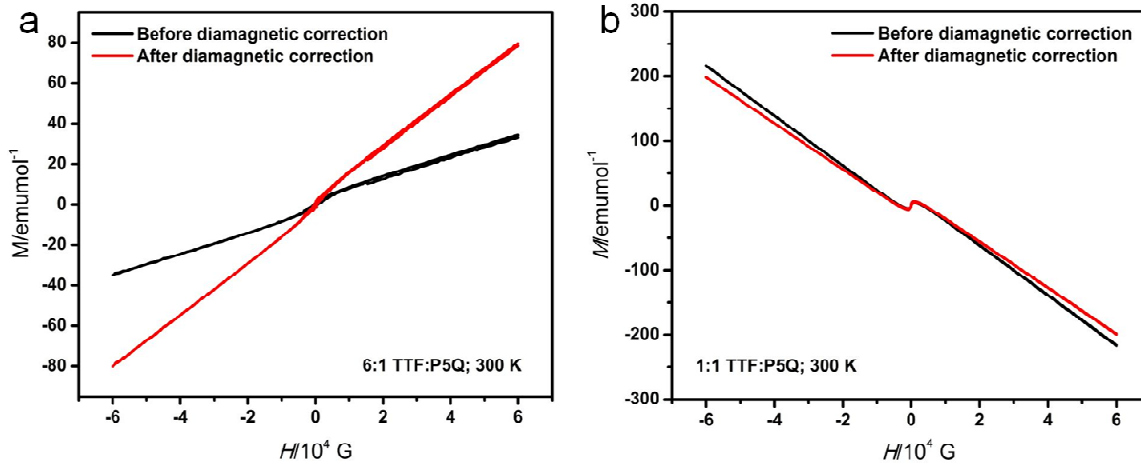 a
Before diamagnetic correction
After diamagnetic correction
M/emumol⁻¹
80
60
40
20
0
-20
-40
-60
-80
6:1 TTF:P5Q; 300 K
-6 -4 -2 0 2 4 6
H/10⁴ G
b
Before diamagnetic correction
After diamagnetic correction
M/emumol⁻¹
300
200
100
0
-100
-200
-300
1:1 TTF:P5Q; 300 K
-6 -4 -2 0 2 4 6
H/10⁴ G